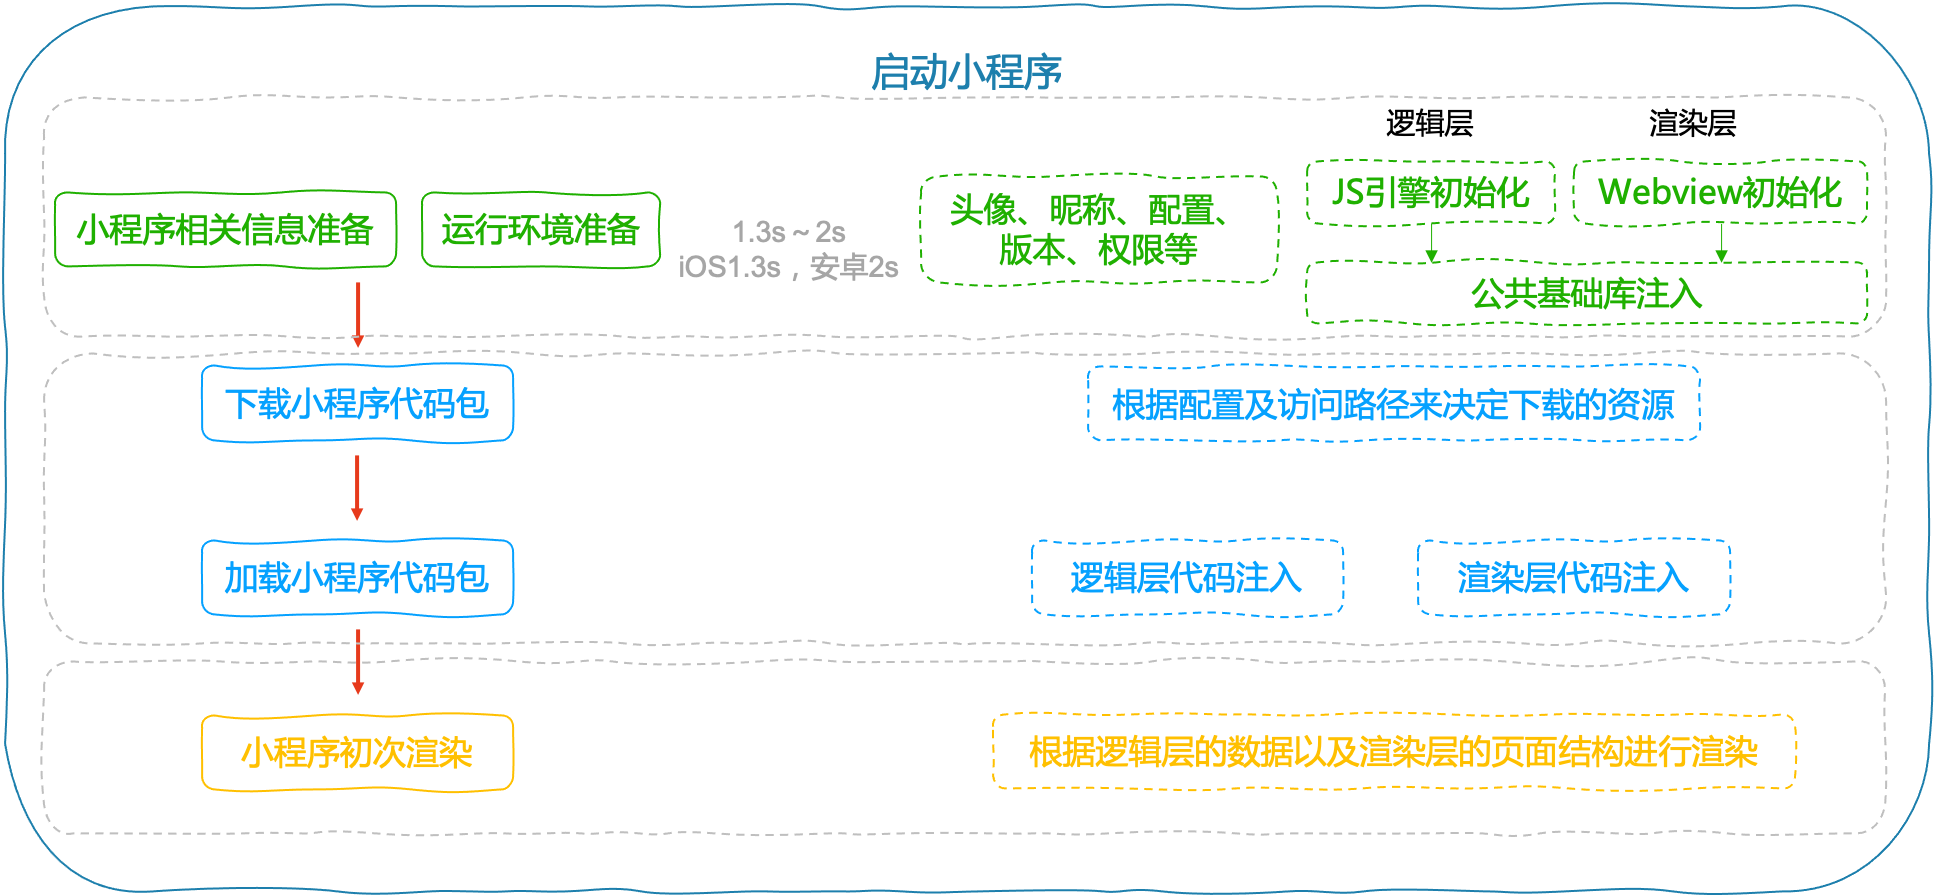 启动小程序
逻辑层
渲染层
小程序相关信息准备
运行环境准备
1.3s～2s
iOS1.3s，安卓2s
头像、昵称、配置、
版本、权限等
JS引擎初始化
Webview初始化
公共基础库注入
下载小程序代码包
根据配置及访问路径来决定下载的资源
加载小程序代码包
逻辑层代码注入
渲染层代码注入
小程序初次渲染
根据逻辑层的数据以及渲染层的页面结构进行渲染